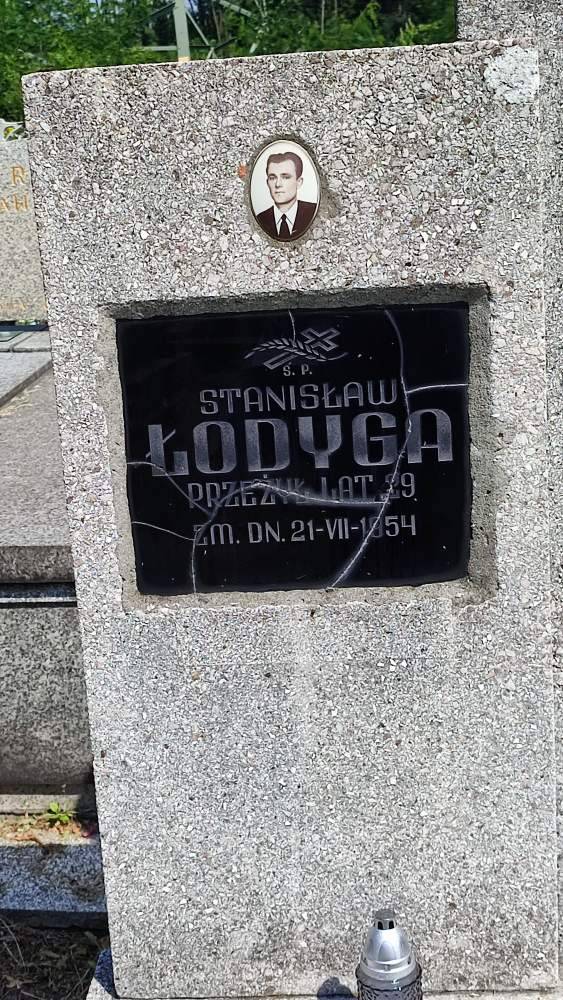 Ś. P.
STANISŁAW
ŁODYGA
PRZEŻYŁ LAT 29
ZM. DN. 21-VII-1954